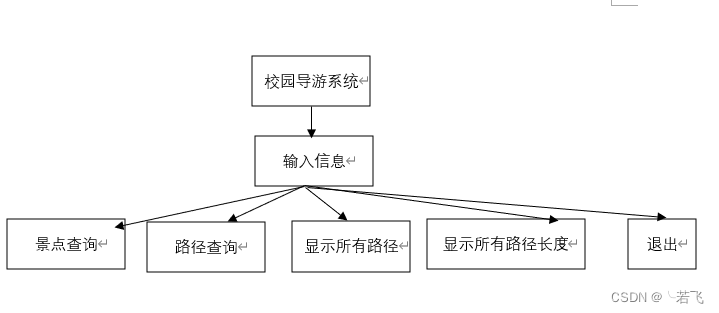 校园导游系统
输入信息
景点查询
路径查询
显示所有路径
显示所有路径长度
退出
CSDN @╰若飞